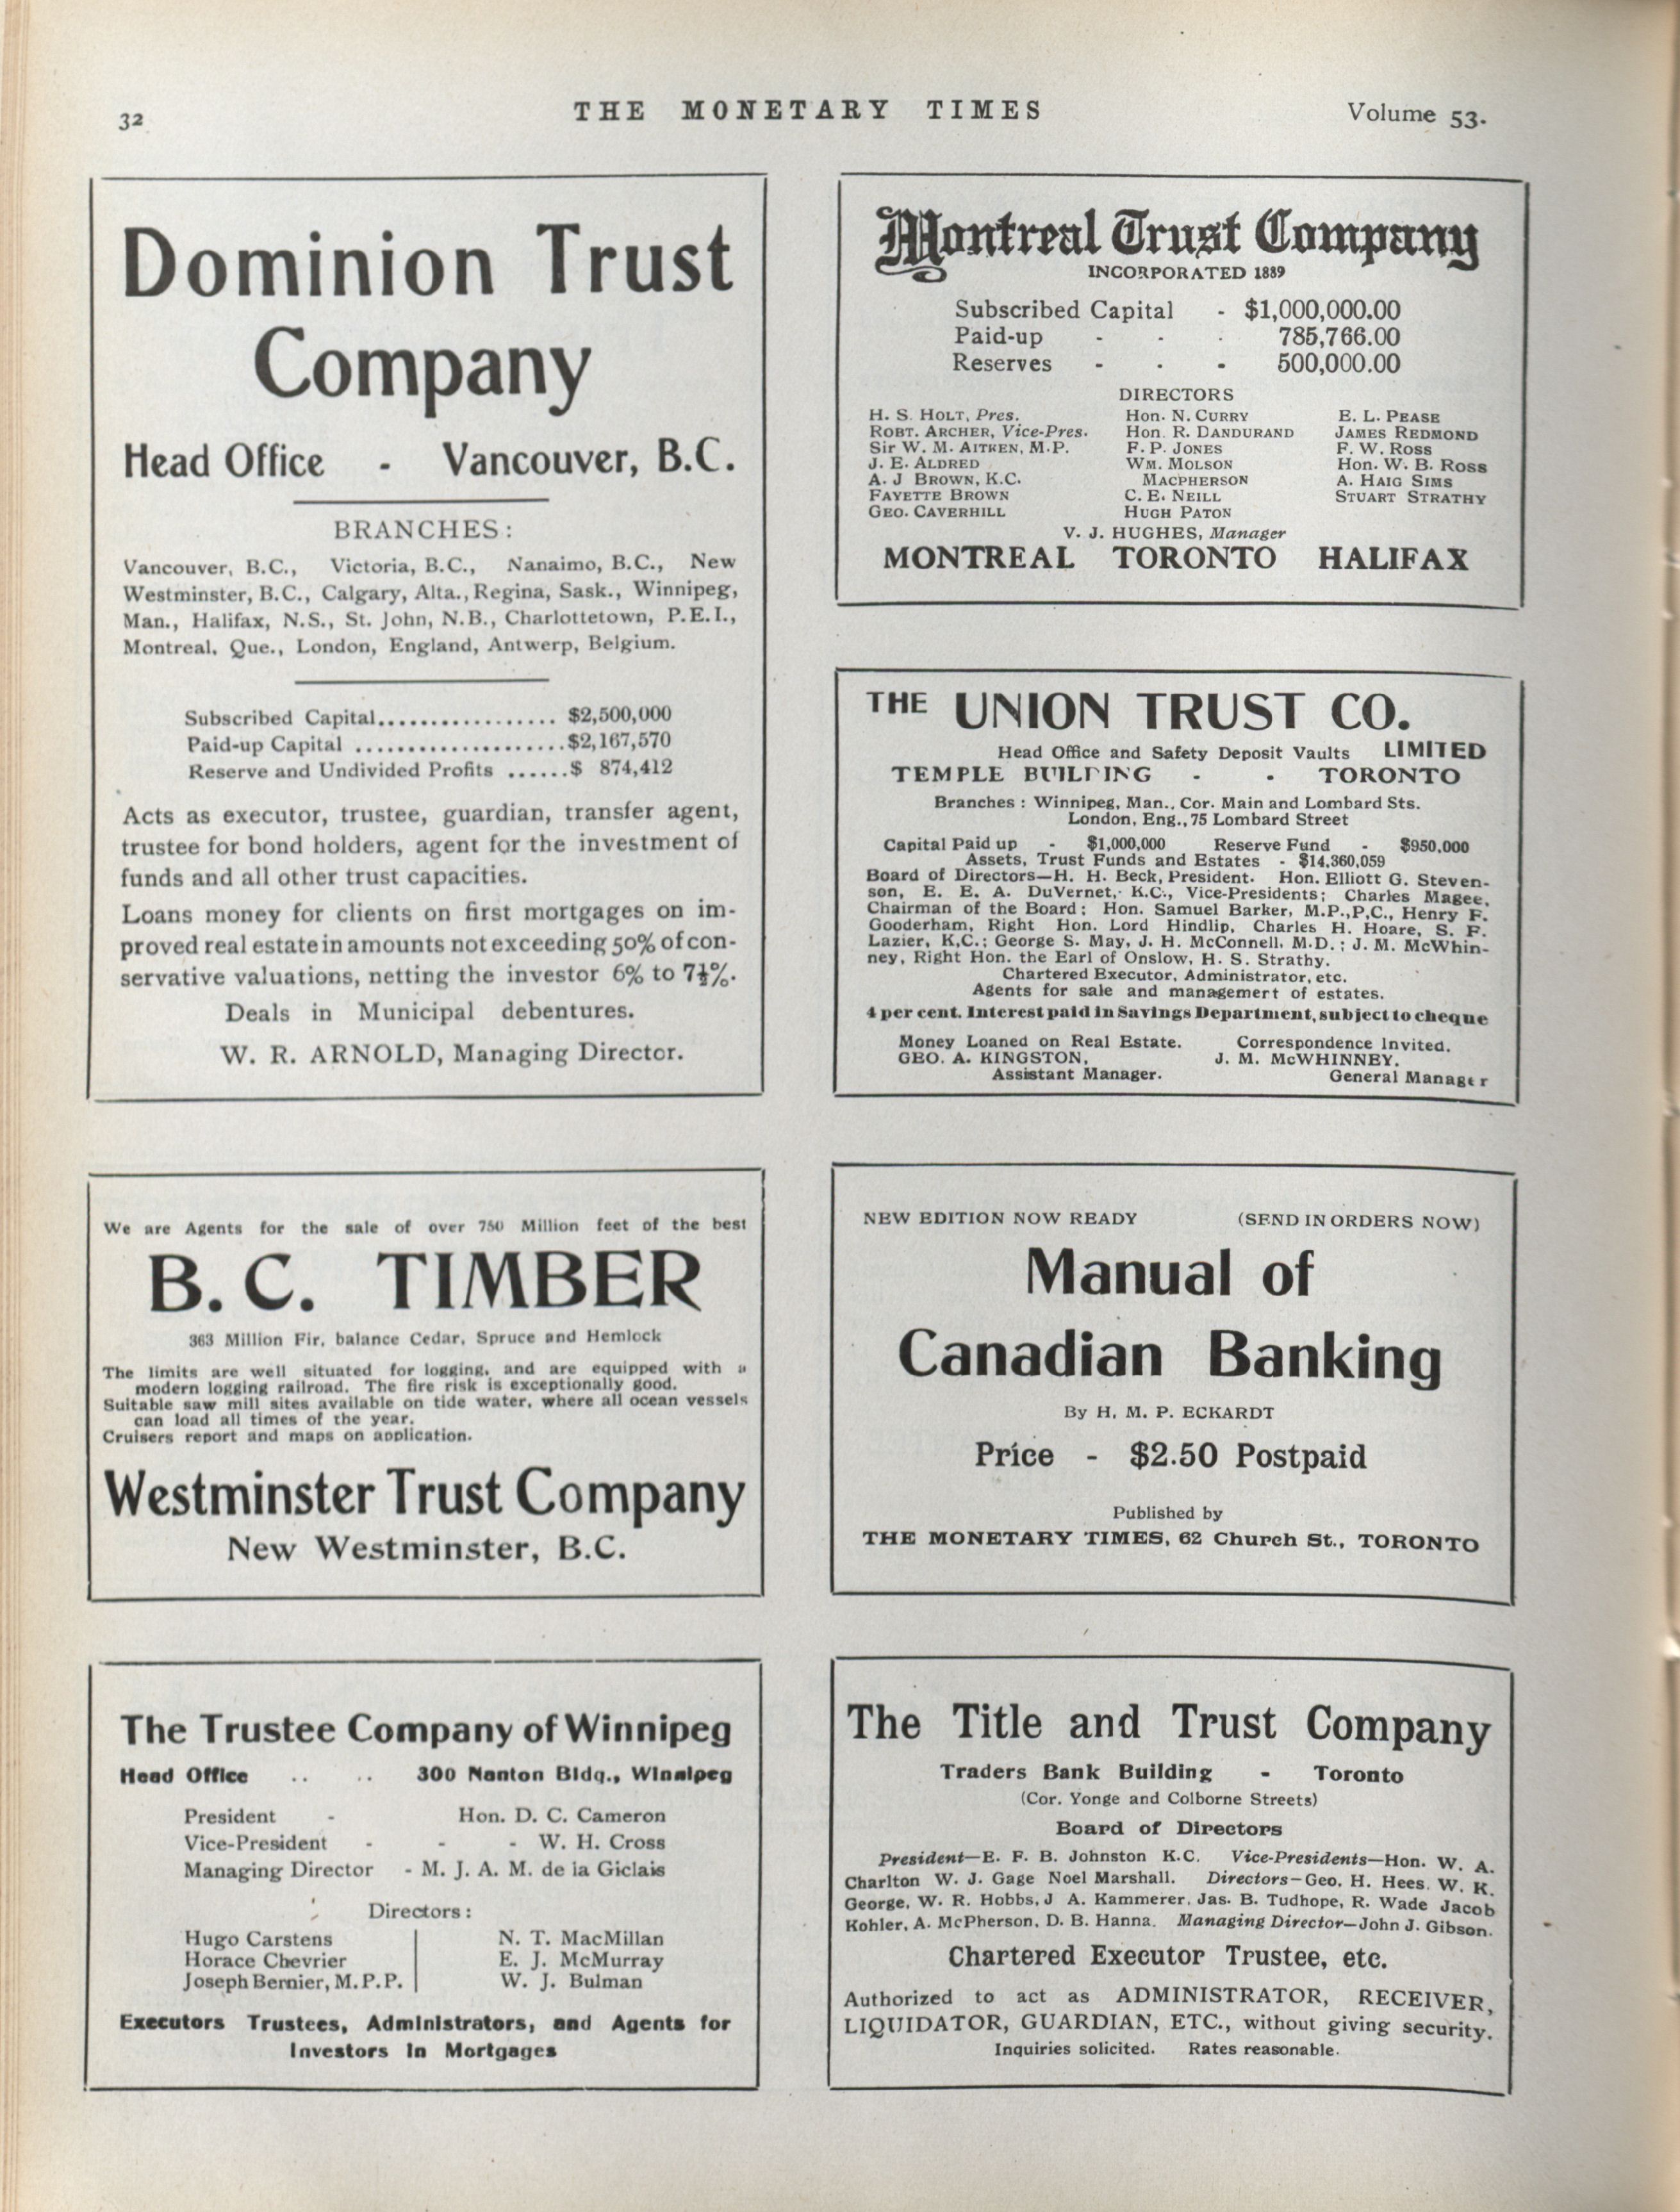 32
THE MONETARY TIMES
Volume 53.
Dominion Trust
Company
Head Office - Vancouver, B.C.
BRANCHES:
Vancouver, B.C., Victoria, B.C., Nanaimo, B.C., New
Westminster, B.C., Calgary, Alta., Regina, Sask., Winnipeg,
Man., Halifax, N.S., St. John, N.B., Charlottetown, P.E.I.,
Montreal, Que., London, England, Antwerp, Belgium.
Subscribed Capital................. $2,500,000
Paid-up Capital ....................$2,167,570
Reserve and Undivided Profits ......$ 874,412
Acts as executor, trustee, guardian, transfer agent,
trustee for bond holders, agent for the investment of
funds and all other trust capacities.
Loans money for clients on first mortgages on im-
proved real estate in amounts not exceeding 50% of con-
servative valuations, netting the investor 6% to 7½%.
Deals in Municipal debentures.
W. R. ARNOLD, Managing Director.
We are Agents for the sale of over 750 Million feet of the best
B. C. TIMBER
363 Million Fir, balance Cedar, Spruce and Hemlock
The limits are well situated for logging, and are equipped with a
modern logging railroad. The fire risk is exceptionally good.
Suitable saw mill sites available on tide water, where all ocean vessels
can load all times of the year.
Cruisers report and maps on application.
Westminster Trust Company
New Westminster, B.C.
The Trustee Company of Winnipeg
Head Office .. .. 300 Nanton Bldg., Winnipeg
President - Hon. D. C. Cameron
Vice-President - - - W. H. Cross
Managing Director - M. J. A. M. de la Giclais
Directors:
Hugo Carstens N. T. MacMillan
Horace Chevrier E. J. McMurray
Joseph Bernier, M.P.P. W. J. Bulman
Executors Trustees, Administrators, and Agents for
Investors in Mortgages
Montreal Trust Company
INCORPORATED 1889
Subscribed Capital - $1,000,000.00
Paid-up - - - 785,766.00
Reserves - - - 500,000.00
DIRECTORS
H. S. HOLT, Pres. Hon. N. CURRY E. L. PEASE
ROBT. ARCHER, Vice-Pres. Hon. R. DANDURAND JAMES REDMOND
Sir W. M. AITKEN, M.P. F. P. JONES F. W. ROSS
J. E. ALDRED WM. MOLSON Hon. W. B. ROSS
A. J BROWN, K.C. MACPHERSON A. HAIG SIMS
FAYETTE BROWN C. E. NEILL STUART STRATHY
GEO. CAVERHILL HUGH PATON
V. J. HUGHES, Manager
MONTREAL TORONTO HALIFAX
THE UNION TRUST CO.
Head Office and Safety Deposit Vaults LIMITED
TEMPLE BUILDING - - TORONTO
Branches: Winnipeg, Man., Cor. Main and Lombard Sts.
London, Eng., 75 Lombard Street
Capital Paid up - $1,000,000 Reserve Fund - $950,000
Assets, Trust Funds and Estates - $14,360,059
Board of Directors—H. H. Beck, President. Hon. Elliott G. Steven-
son, E. E. A. DuVernet, K.C., Vice-Presidents; Charles Magee,
Chairman of the Board; Hon. Samuel Barker, M.P.,P.C., Henry F.
Gooderham, Right Hon. Lord Hindlip, Charles H. Hoare, S. F.
Lazier, K.C.; George S. May, J. H. McConnell, M.D.; J. M. McWhin-
ney, Right Hon. the Earl of Onslow, H. S. Strathy.
Chartered Executor, Administrator, etc.
Agents for sale and management of estates.
4 per cent. Interest paid in Savings Department, subject to cheque
Money Loaned on Real Estate. Correspondence Invited.
GEO. A. KINGSTON, J. M. McWHINNEY,
Assistant Manager. General Manager
NEW EDITION NOW READY (SEND IN ORDERS NOW)
Manual of
Canadian Banking
By H. M. P. ECKARDT
Price - $2.50 Postpaid
Published by
THE MONETARY TIMES, 62 Church St., TORONTO
The Title and Trust Company
Traders Bank Building - Toronto
(Cor. Yonge and Colborne Streets)
Board of Directors
President—E. F. B. Johnston K.C. Vice-Presidents—Hon. W. A.
Charlton W. J. Gage Noel Marshall. Directors—Geo. H. Hees. W. K.
George, W. R. Hobbs, J A. Kammerer, Jas. B. Tudhope, R. Wade Jacob
Kohler, A. McPherson, D. B. Hanna. Managing Director—John J. Gibson.
Chartered Executor Trustee, etc.
Authorized to act as ADMINISTRATOR, RECEIVER,
LIQUIDATOR, GUARDIAN, ETC., without giving security.
Inquiries solicited. Rates reasonable.